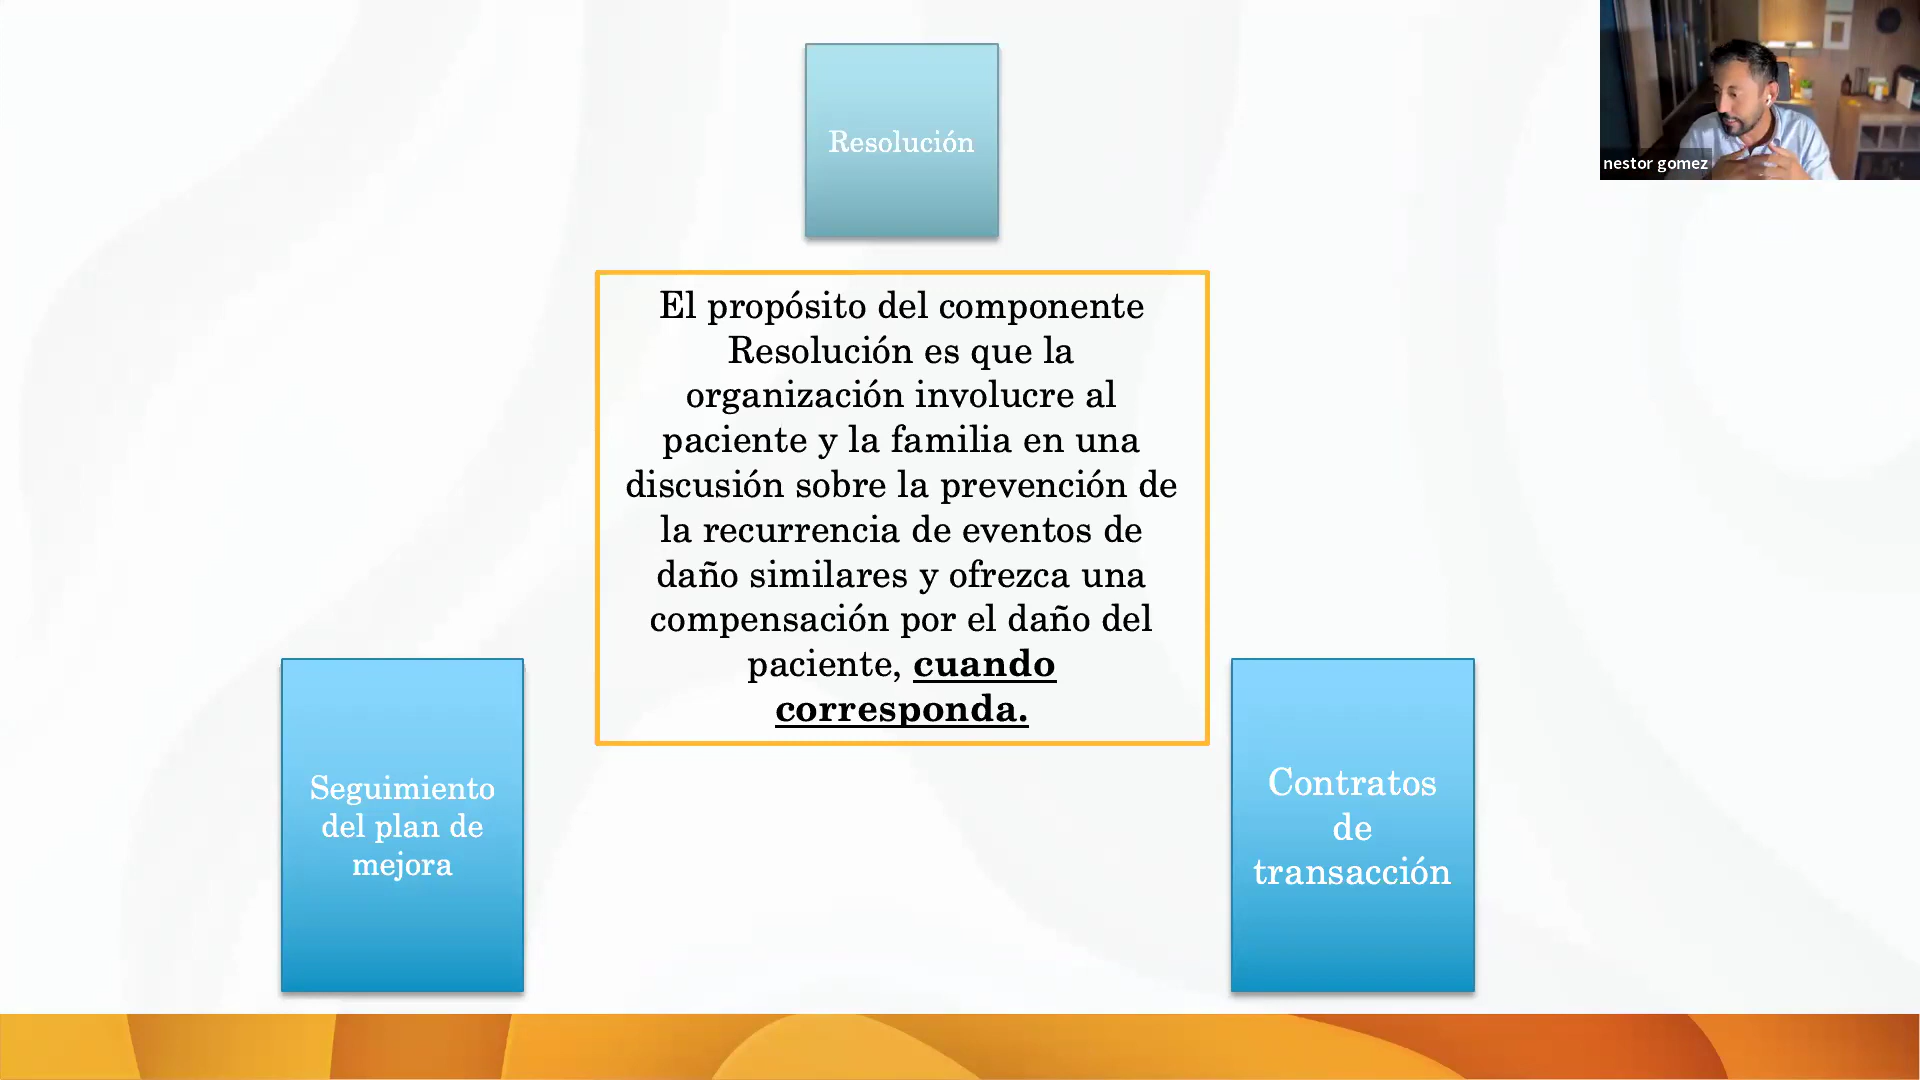 Resolución
nestor gomez
El propósito del componente
Resolución es que la
organización involucre al
paciente y la familia en una
discusión sobre la prevención de
la recurrencia de eventos de
daño similares y ofrezca una
compensación por el daño del
paciente, cuando
corresponda.
Seguimiento
del plan de
mejora
Contratos
de
transacción